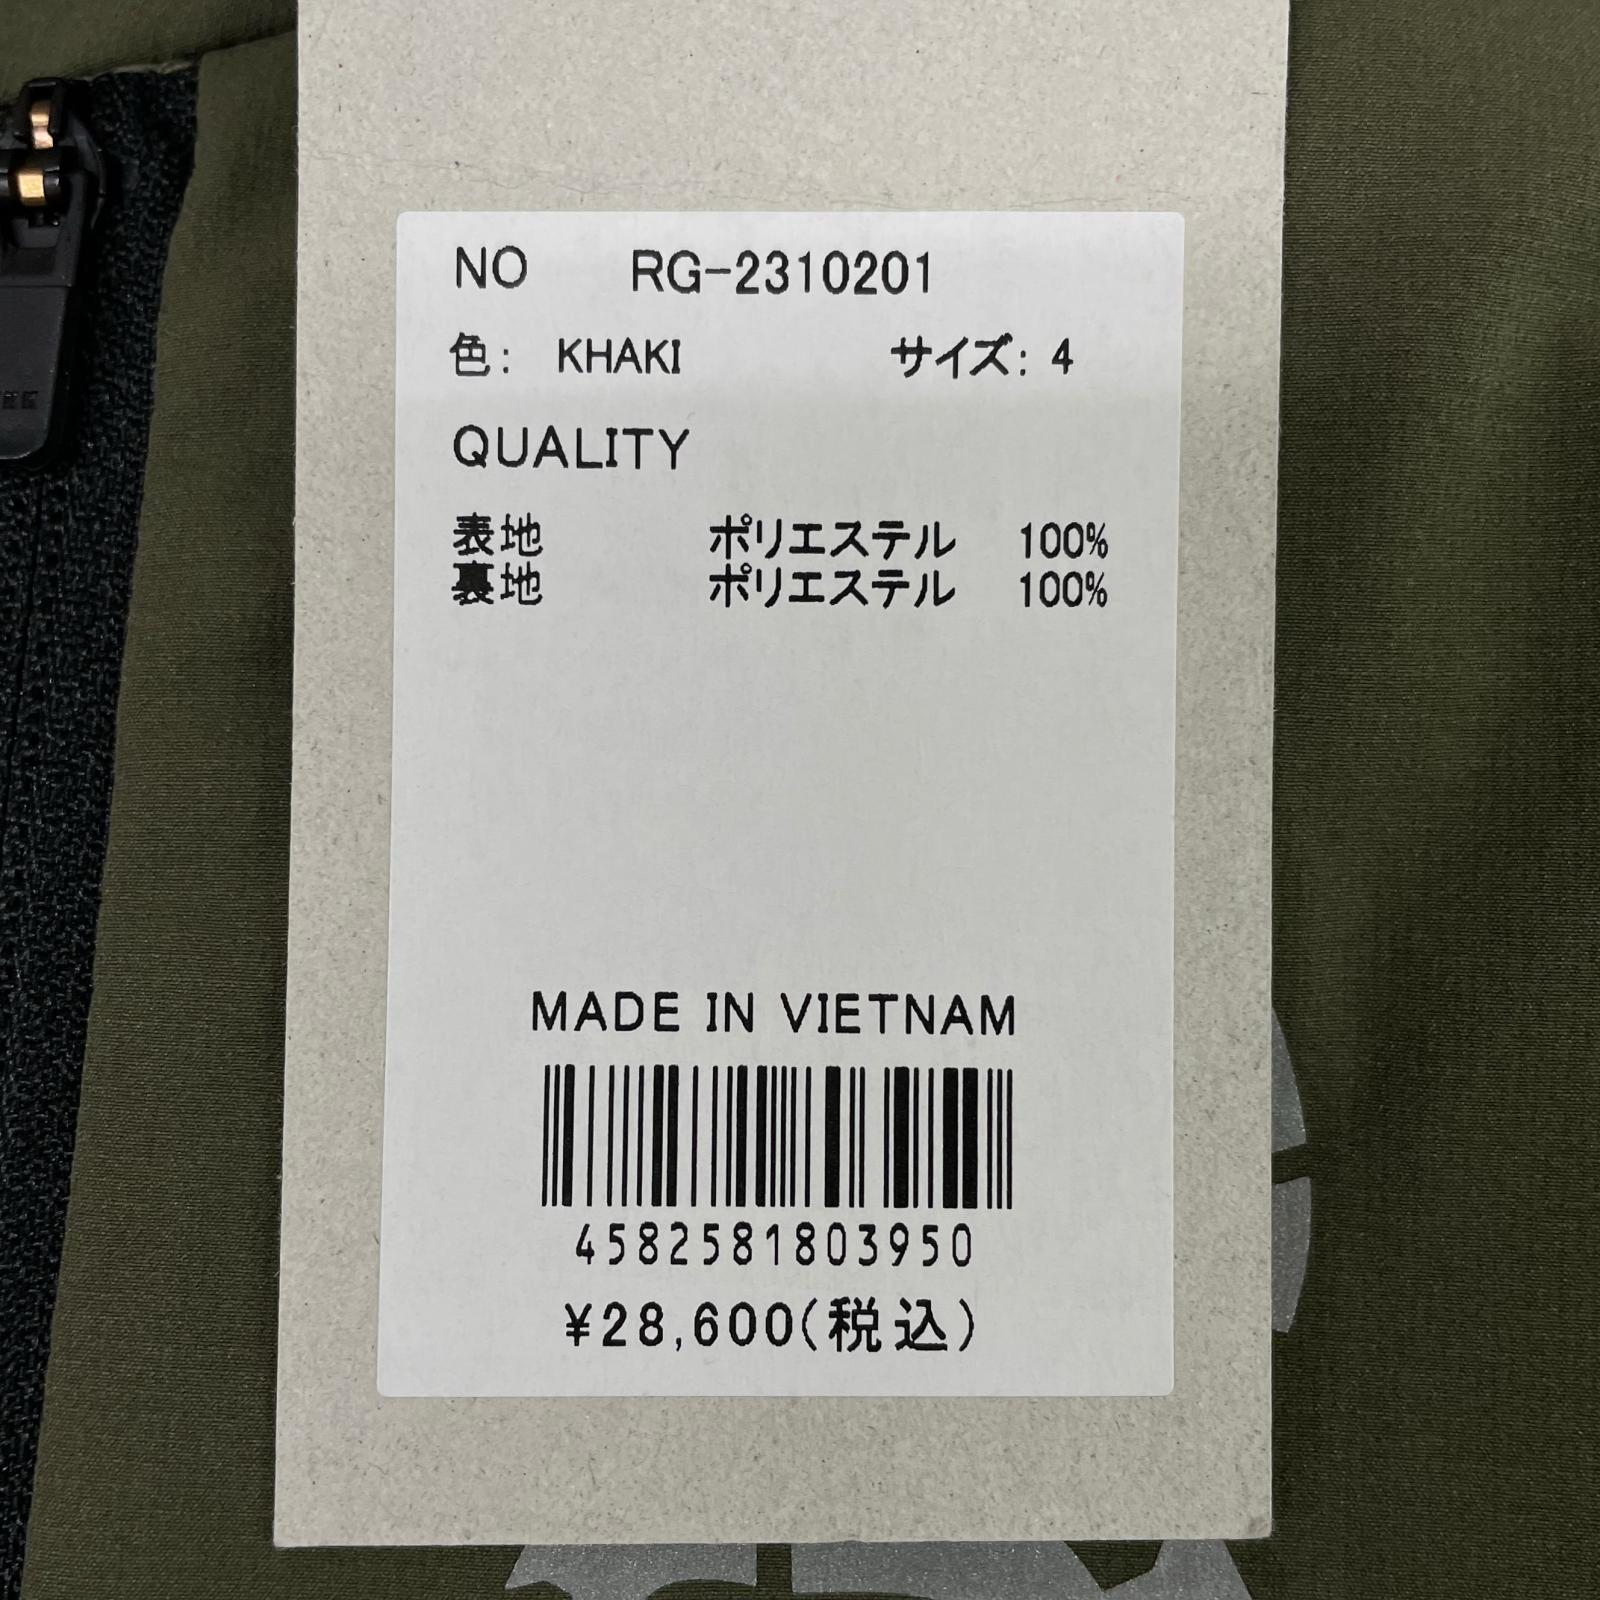 NO RG-2310201
色: KHAKI サイズ: 4
QUALITY
表地 ポリエステル 100%
裏地 ポリエステル 100%
MADE IN VIETNAM
4582581803950
¥28,600(税込)